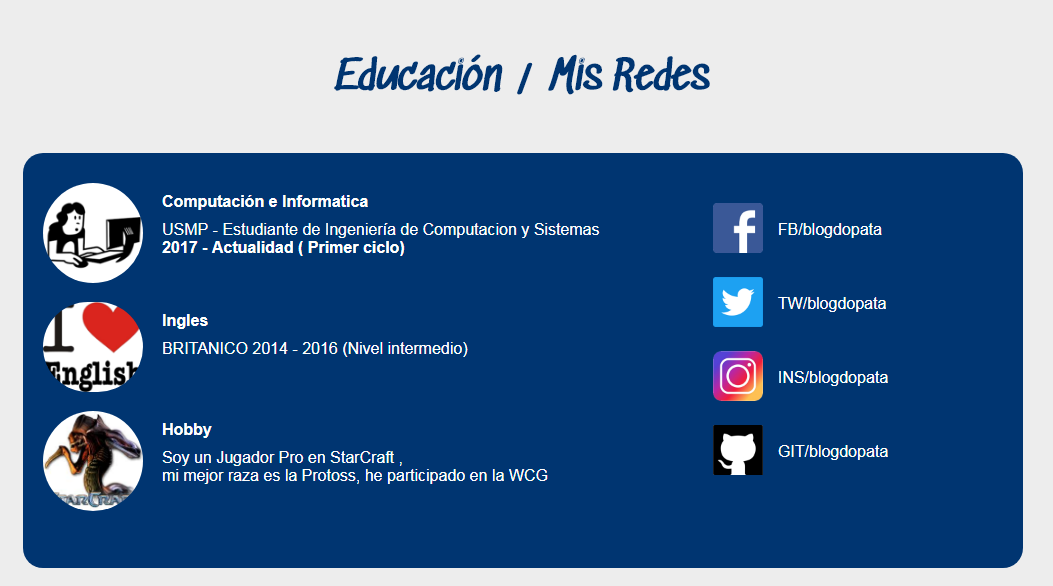 Educación / Mis Redes
Computación e Informatica
USMP - Estudiante de Ingeniería de Computacion y Sistemas
2017 - Actualidad ( Primer ciclo)
I
English
Ingles
BRITANICO 2014 - 2016 (Nivel intermedio)
STARCRAFT
Hobby
Soy un Jugador Pro en StarCraft ,
mi mejor raza es la Protoss, he participado en la WCG
FB/blogdopata
TW/blogdopata
INS/blogdopata
GIT/blogdopata